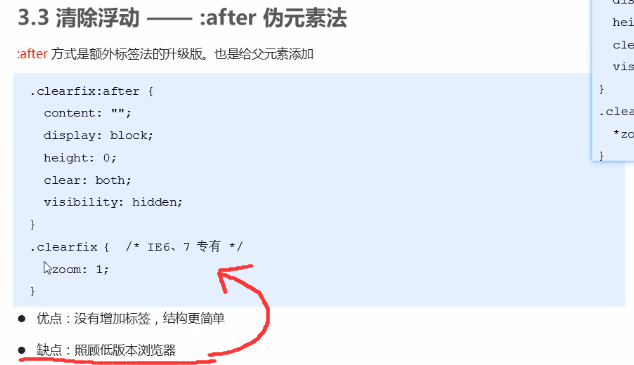 3.3 清除浮动 —— :after 伪元素法
:after 方式是额外标签法的升级版。也是给父元素添加
.clearfix:after {
content: "";
display: block;
height: 0;
clear: both;
visibility: hidden;
}
.clearfix { /* IE6、7 专有 */
zoom: 1;
}
● 优点：没有增加标签，结构更简单
● 缺点：照顾低版本浏览器
hei
cle
vis
}
.cle
*zo
}